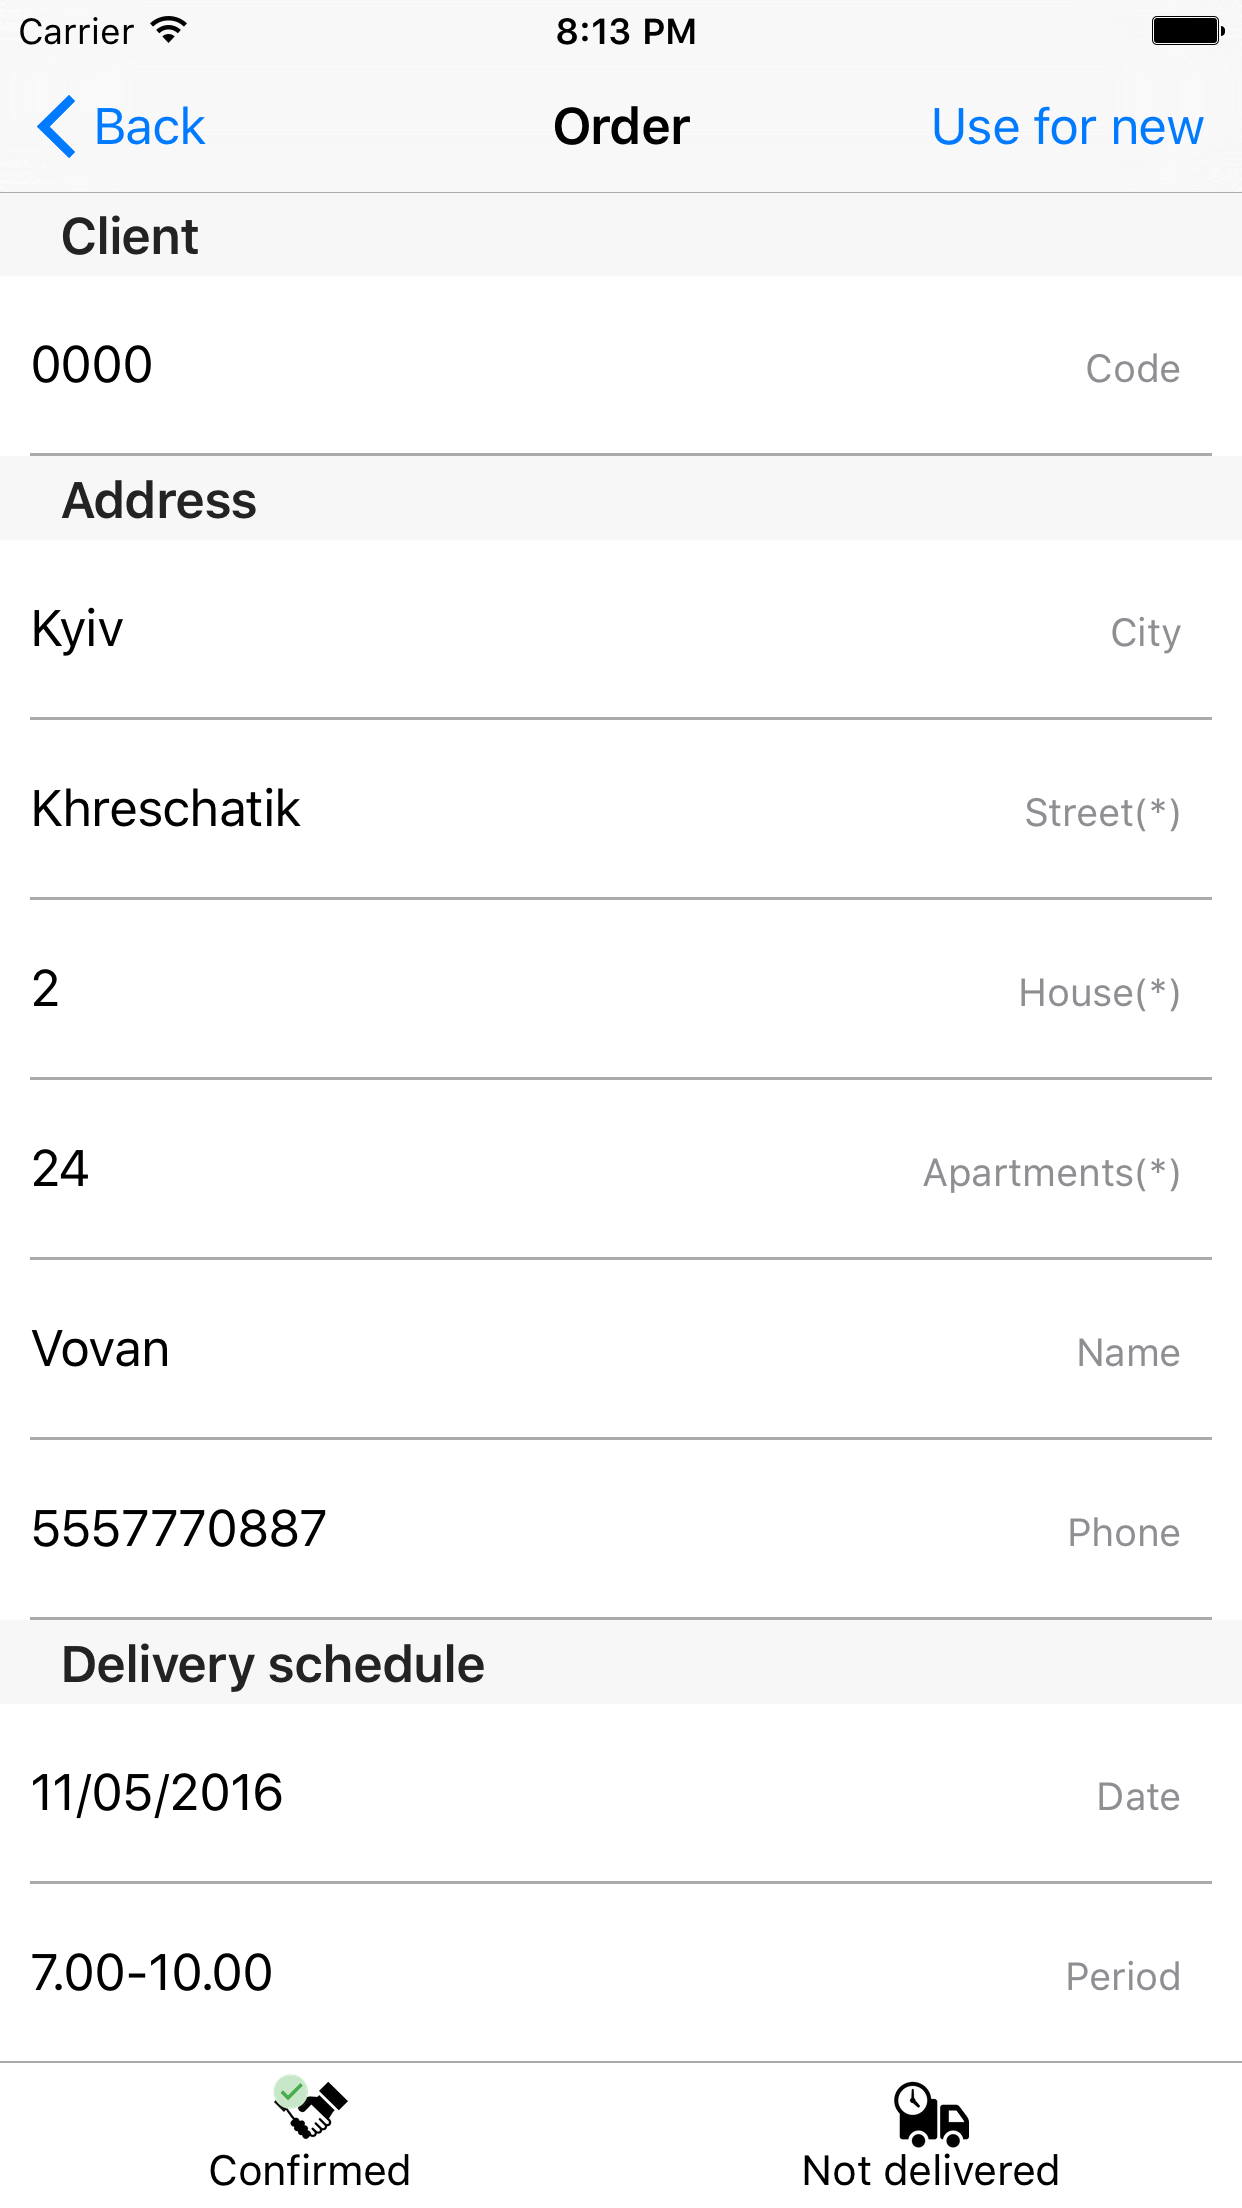 Carrier 8:13 PM
Back Order Use for new
Client
0000 Code
Address
Kyiv City
Khreschatik Street(*)
2 House(*)
24 Apartments(*)
Vovan Name
5557770887 Phone
Delivery schedule
11/05/2016 Date
7.00-10.00 Period
Confirmed Not delivered